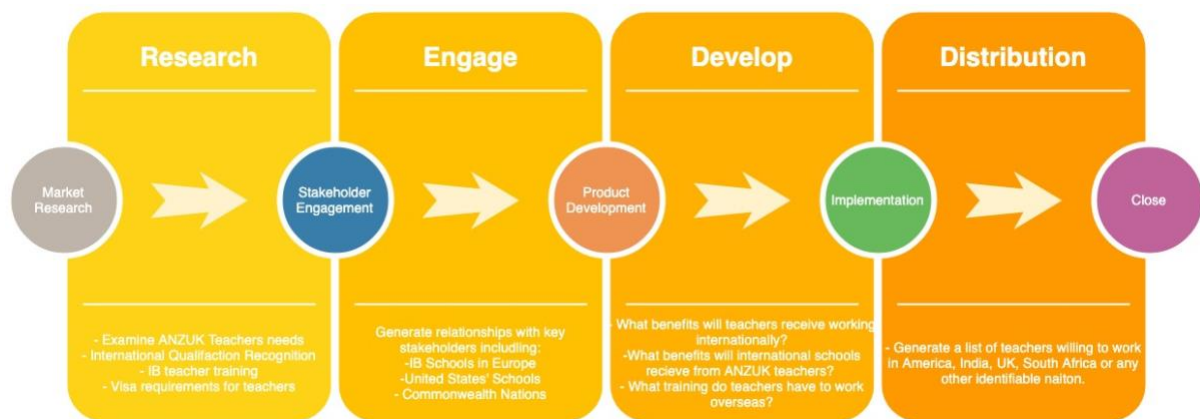 Research
Engage
Develop
Distribution
Market
Research
Stakeholder
Engagement
Product
Development
Implementation
Close
- Examine ANZUK Teachers needs
- International Qualifaction Recognition
- IB teacher training
- Visa requirements for teachers
Generate relationships with key
stakeholders includling:
-IB Schools in Europe
-United States' Schools
- Commonwealth Nations
- What benefits will teachers receive working
internationally?
-What benefits will international schools
recieve from ANZUK teachers?
- What training do teachers have to work
overseas?
- Generate a list of teachers willing to work
in America, India, UK, South Africa or any
other identifiable naiton.